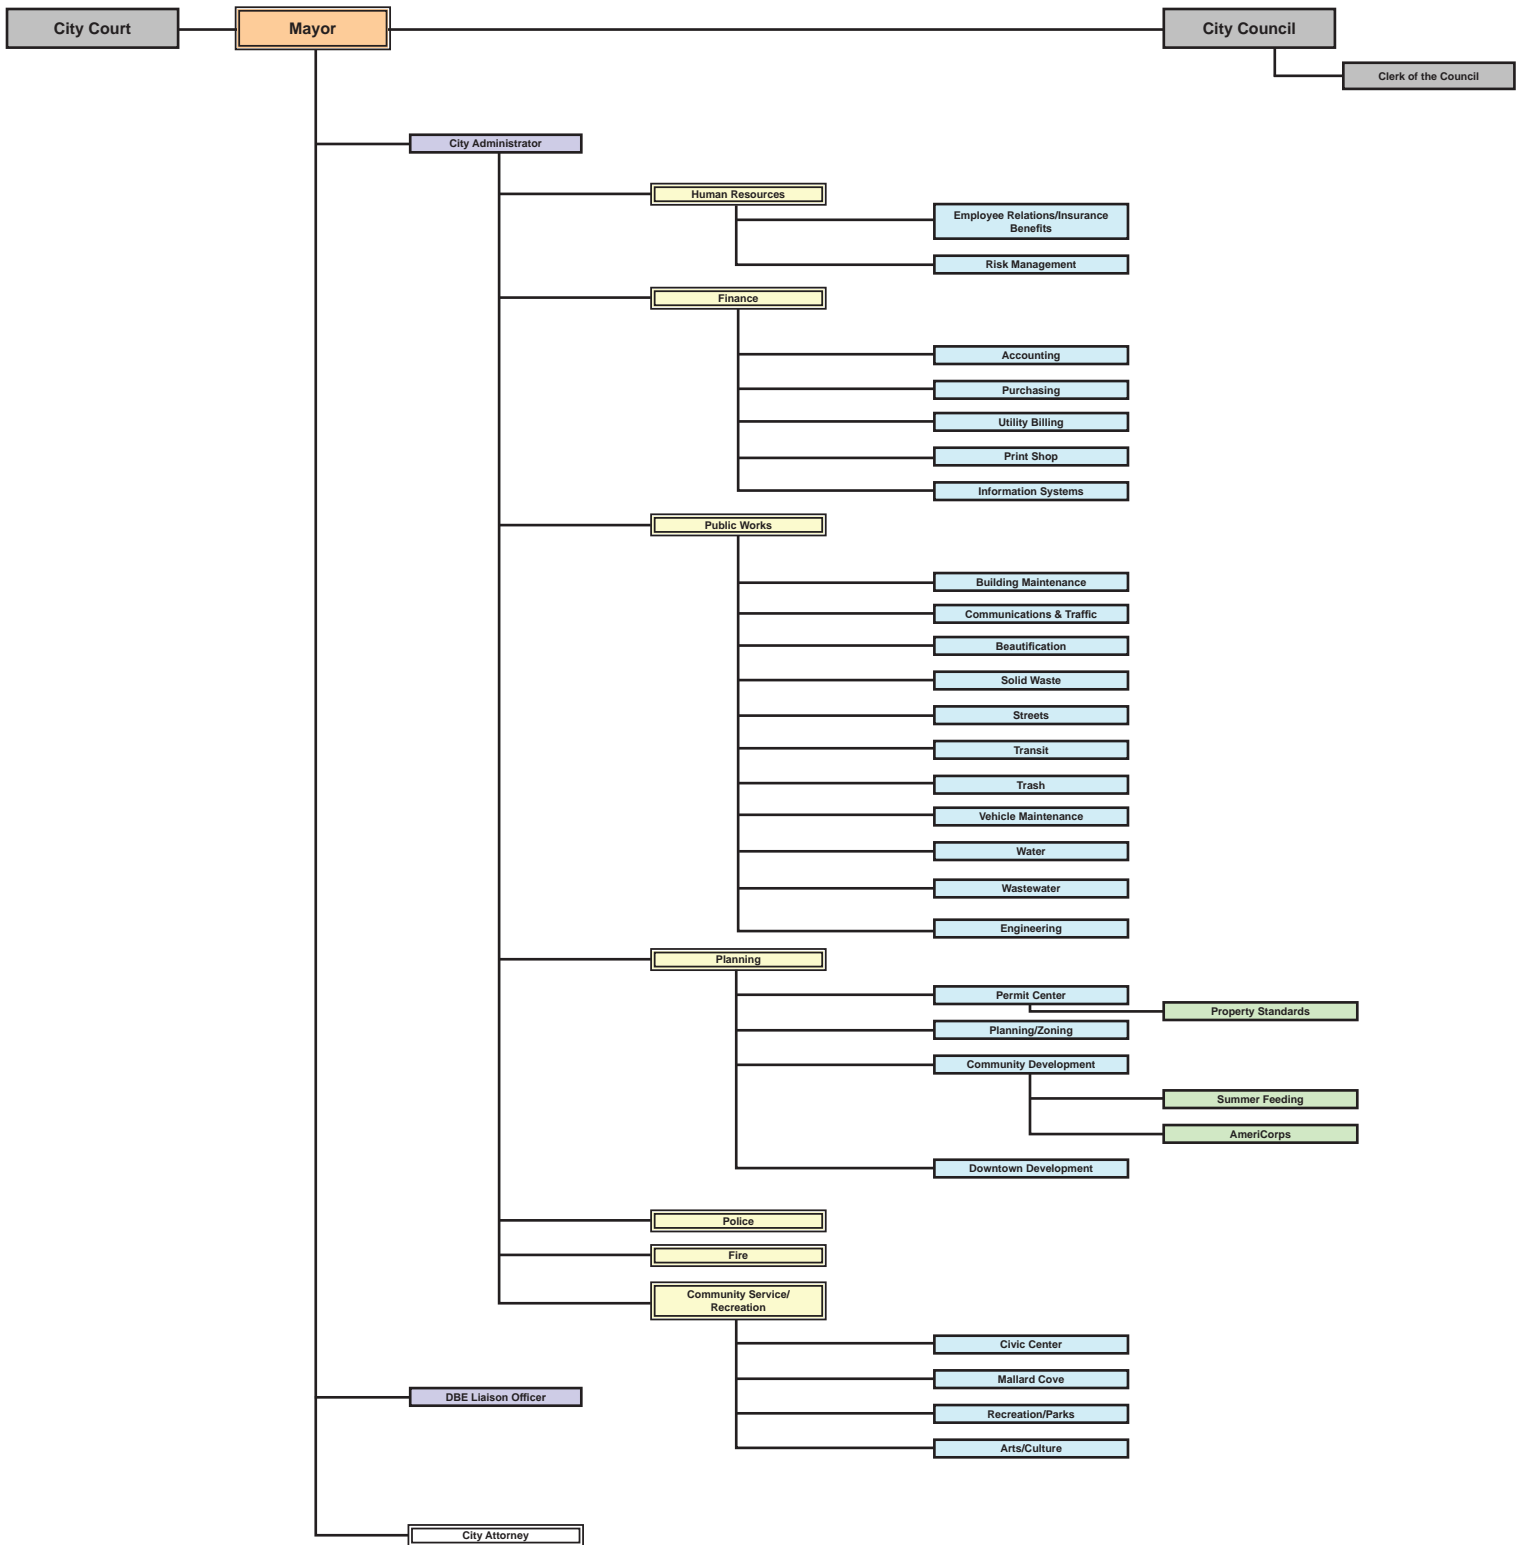 City Court
Mayor
City Council
Clerk of the Council
City Administrator
Human Resources
Employee Relations/Insurance
Benefits
Risk Management
Finance
Accounting
Purchasing
Utility Billing
Print Shop
Information Systems
Public Works
Building Maintenance
Communications & Traffic
Beautification
Solid Waste
Streets
Transit
Trash
Vehicle Maintenance
Water
Wastewater
Engineering
Planning
Permit Center
Property Standards
Planning/Zoning
Community Development
Summer Feeding
AmeriCorps
Downtown Development
Police
Fire
Community Service/
Recreation
Civic Center
Mallard Cove
DBE Liaison Officer
Recreation/Parks
Arts/Culture
City Attorney